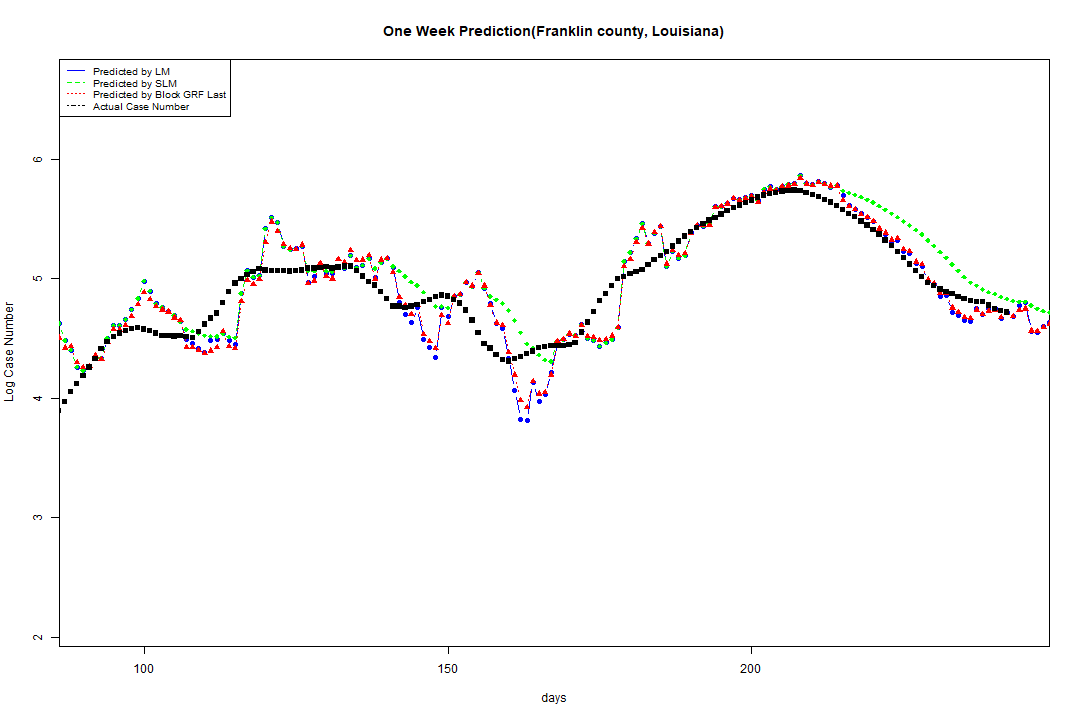 One Week Prediction(Franklin county, Louisiana)
Predicted by LM
Predicted by SLM
Predicted by Block GRF Last
Actual Case Number
6
5
4
3
2
Log Case Number
100 150 200
days